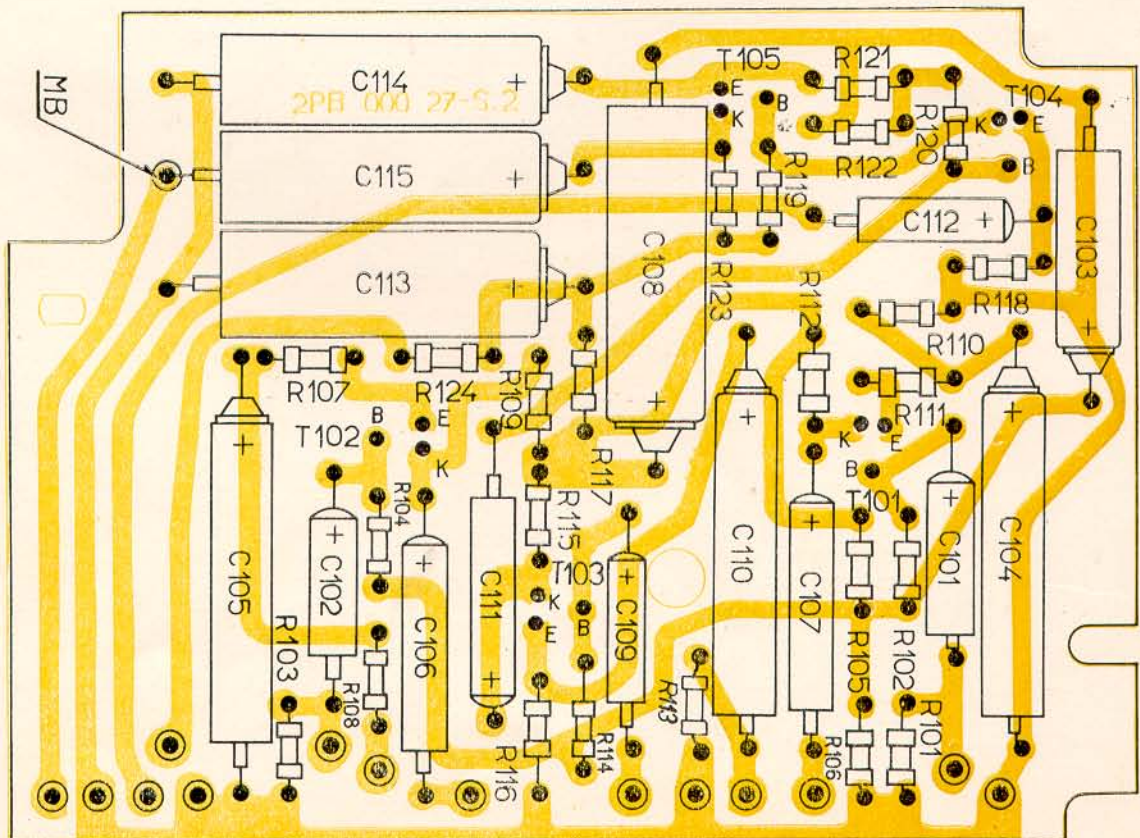 MB
C114
+
2PB 000 27-S.2
C115
+
C113
+
T105
E
K
B
R121
R122
R120
T104
K
E
B
R119
C112
+
C103
+
C108
+
R123
R112
R118
R110
R111
R107
R124
R109
B
E
K
T102
R117
K
E
B
T101
C105
+
C102
+
R104
C106
+
C111
+
R115
T103
K
E
B
C109
+
C110
+
C107
+
C101
+
C104
+
R103
R108
R116
R114
R113
R105
R102
R106
R101